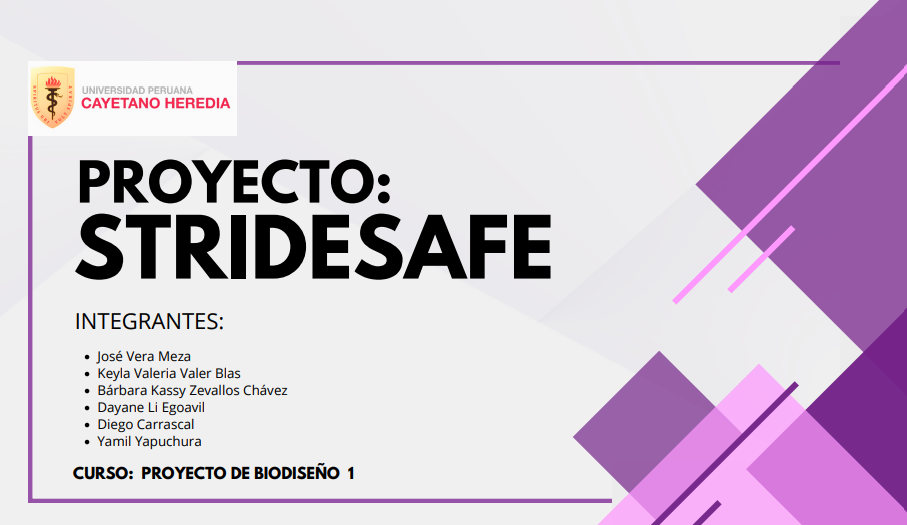 UNIVERSIDAD PERUANA
CAYETANO HEREDIA
PROYECTO:
STRIDESAFE
INTEGRANTES:
• José Vera Meza
• Keyla Valeria Valer Blas
• Bárbara Kassy Zevallos Chávez
• Dayane Li Egoavil
• Diego Carrascal
• Yamil Yapuchura
CURSO: PROYECTO DE BIODISEÑO 1